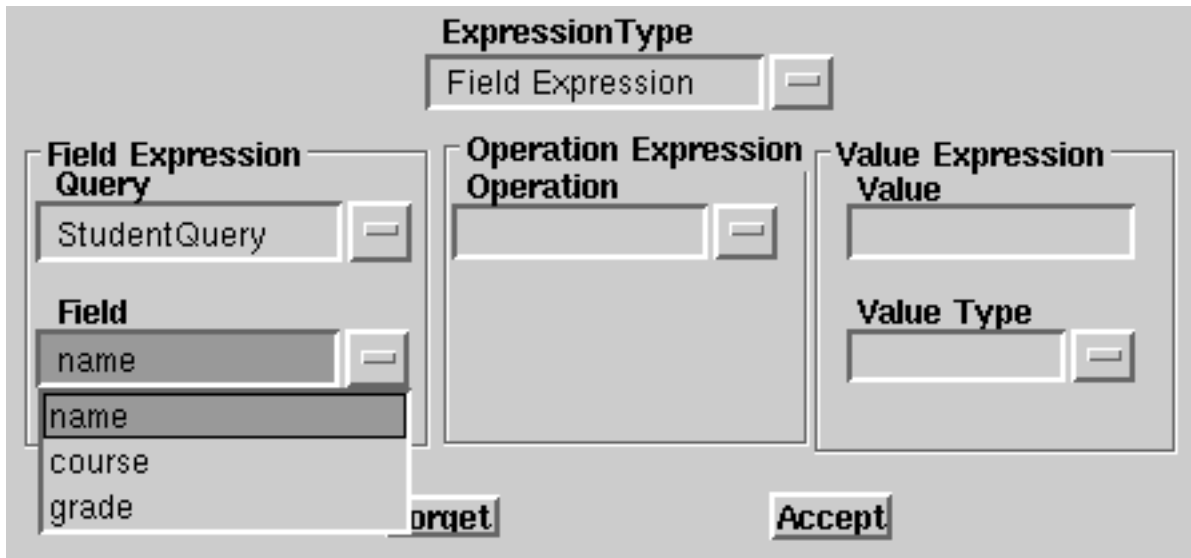 ExpressionType
Field Expression
Field Expression
Query
StudentQuery
Field
name
name
course
grade
Operation Expression
Operation
Value Expression
Value
Value Type
Accept